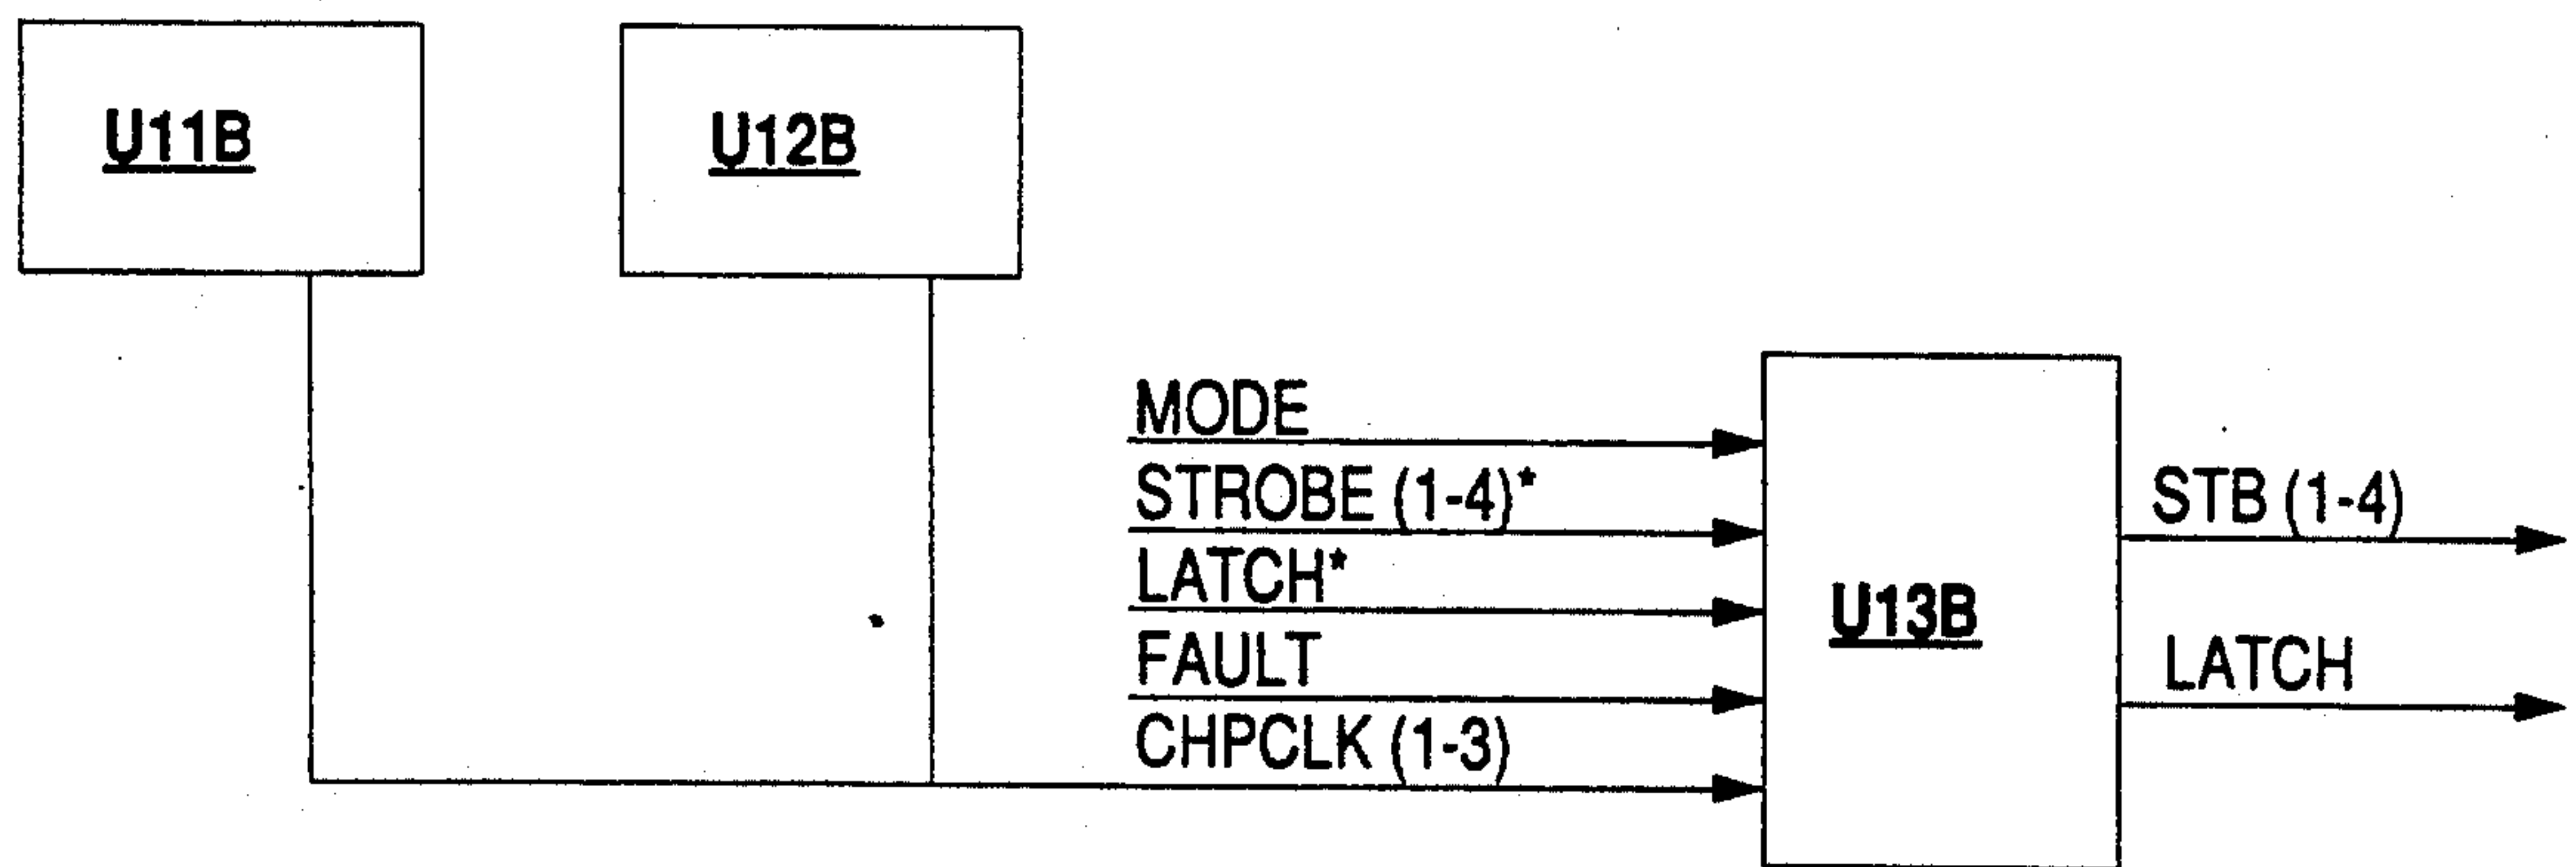 U11B
U12B
MODE
STROBE (1-4)*
LATCH*
FAULT
CHPCLK (1-3)
U13B
STB (1-4)
LATCH